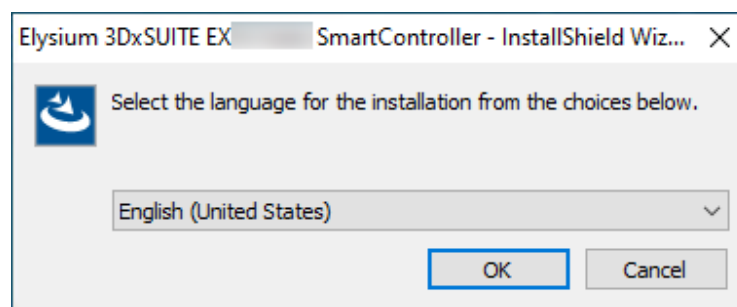 Elysium 3DxSUITE EX SmartController - InstallShield Wiz...
Select the language for the installation from the choices below.
English (United States)
OK
Cancel